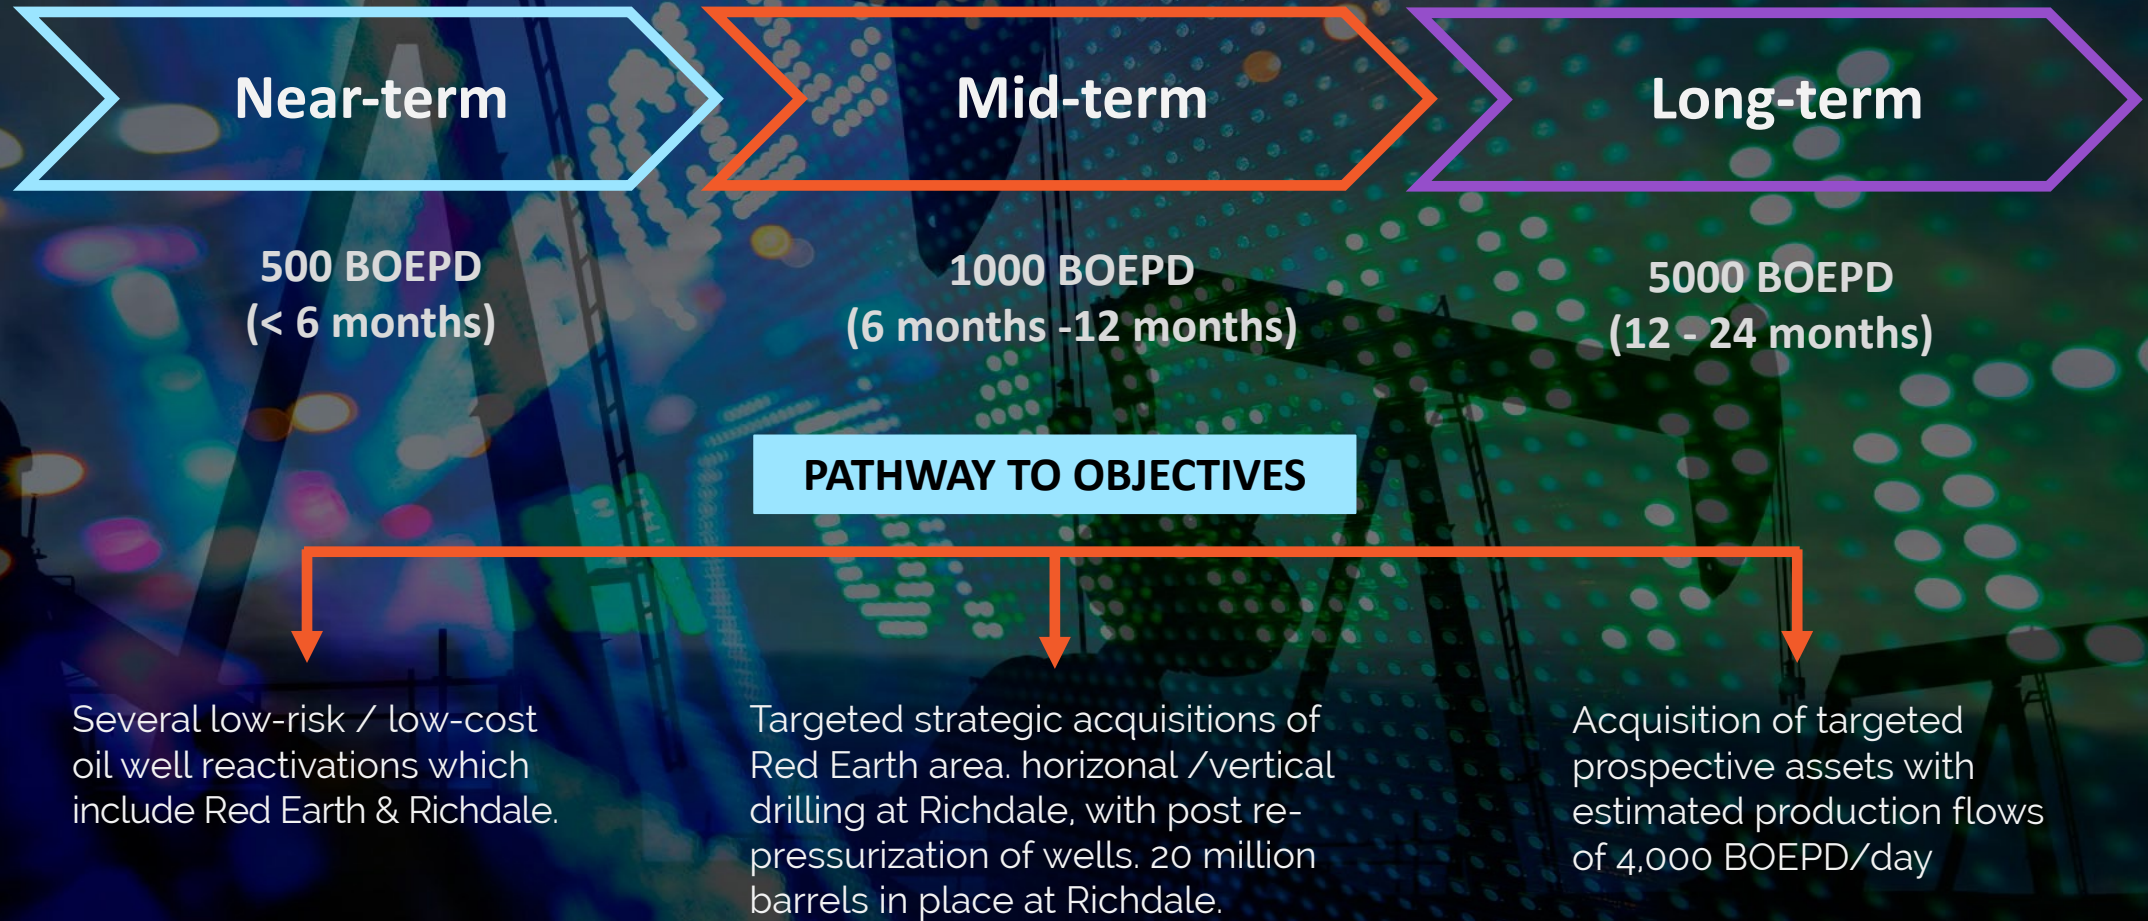 Near-term
Mid-term
Long-term
500 BOEPD
(< 6 months)
1000 BOEPD
(6 months -12 months)
5000 BOEPD
(12 - 24 months)
PATHWAY TO OBJECTIVES
Several low-risk / low-cost
oil well reactivations which
include Red Earth & Richdale.
Targeted strategic acquisitions of
Red Earth area. horizonal /vertical
drilling at Richdale, with post re-
pressurization of wells. 20 million
barrels in place at Richdale.
Acquisition of targeted
prospective assets with
estimated production flows
of 4,000 BOEPD/day